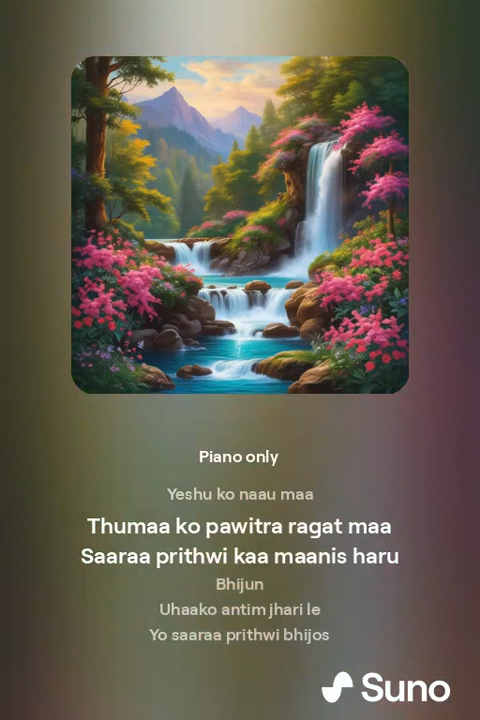 Piano only
Yeshu ko naau maa
Thumaa ko pawitra ragat maa
Saaraa prithwi kaa maanis haru
Bhijun
Uhaako antim jhari le
Yo saaraa prithwi bhijos
Suno